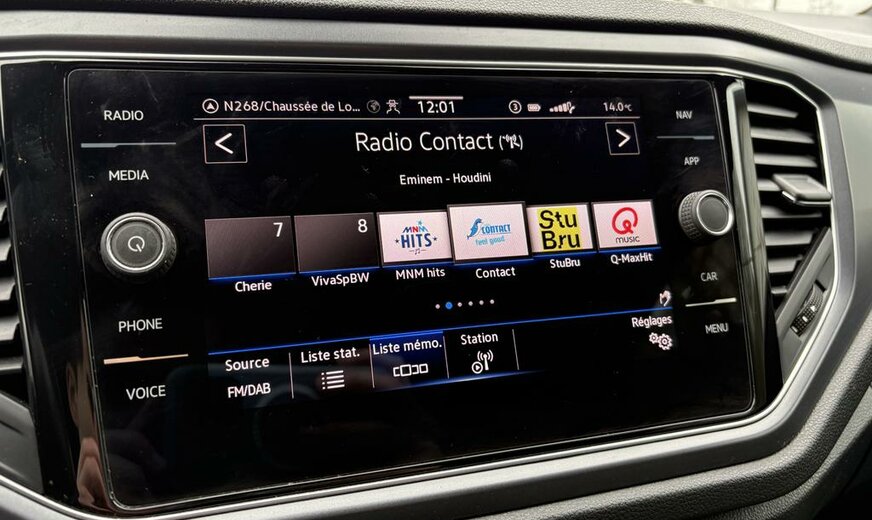 RADIO
MEDIA
PHONE
VOICE
N268/Chaussée de Lo...
12:01
3
14.0°C
Radio Contact
Eminem - Houdini
7
8
MNM
HITS
CONTACT
feel good
Stu
Bru
Q
music
Cherie
VivaSpBW
MNM hits
Contact
StuBru
Q-MaxHit
Réglages
Source
FM/DAB
Liste stat.
Liste mémo.
Station
NAV
APP
CAR
MENU